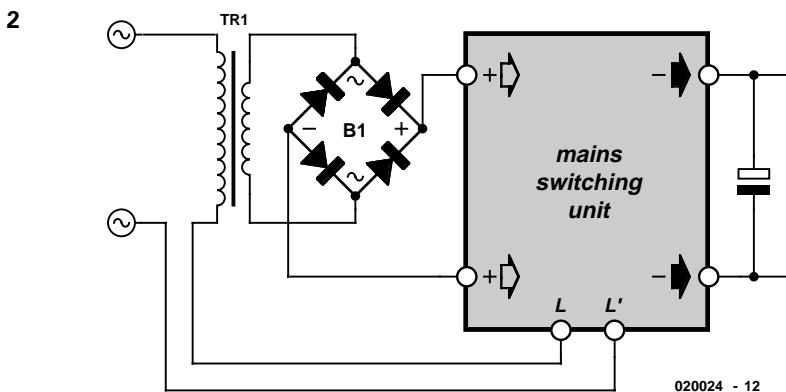 2
TR1
B1
–
+
+
–
mains
switching
unit
+
–
L
L'
020024 - 12